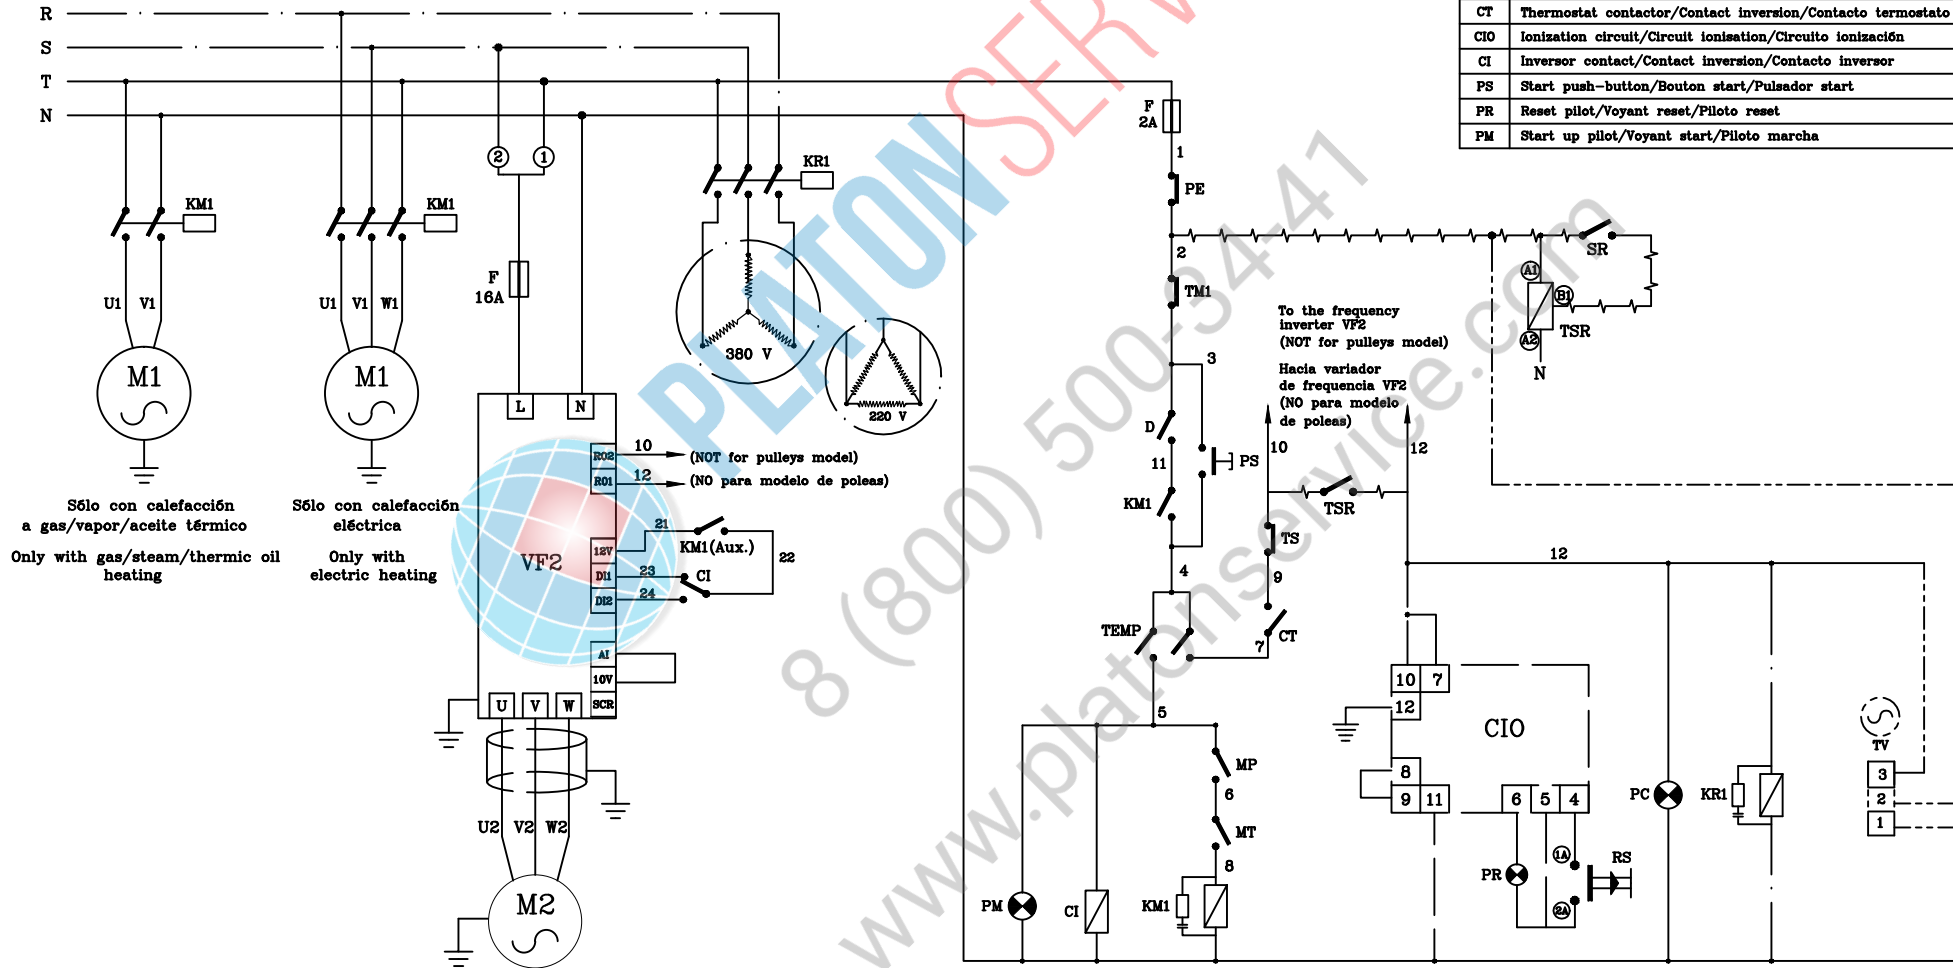 R
S
T
N
CT Thermostat contactor/Contact inversion/Contacto termostato
CIO Ionization circuit/Circuit ionisation/Circuito ionización
CI Inversor contact/Contact inversion/Contacto inversor
PS Start push-button/Bouton start/Pulsador start
PR Reset pilot/Voyant reset/Piloto reset
PM Start up pilot/Voyant start/Piloto marcha
KM1
U1 V1
M1
Sólo con calefacción
a gas/vapor/aceite térmico
Only with gas/steam/thermic oil
heating
KM1
U1 V1 W1
M1
Sólo con calefacción
eléctrica
Only with
electric heating
2 1
F
16A
L N
VF2
RO2
RO1
12V
DI1
DI2
AI
10V
SCR
U V W
10 (NOT for pulleys model)
12 (NO para modelo de poleas)
21
KM1(Aux.)
22
23 CI
24
U2 V2 W2
M2
KR1
380 V
220 V
F
2A
1
PE
2
TM1
3
D
11
PS
KM1
4
TEMP
5
SR
A1
B1
TSR
A2
N
To the frequency
inverter VF2
(NOT for pulleys model)
Hacia variador
de frequencia VF2
(NO para modelo
de poleas)
10 12
TSR
TS
9
CT
7
12
MP
6
MT
8
PM
CI
KM1
10 7
12
CIO
8
9 11
6 5 4
PR
1A
2A
RS
PC
KR1
TV
3
2
1
PLATONSERV
8 (800) 500-34-41
www.platonservice.com